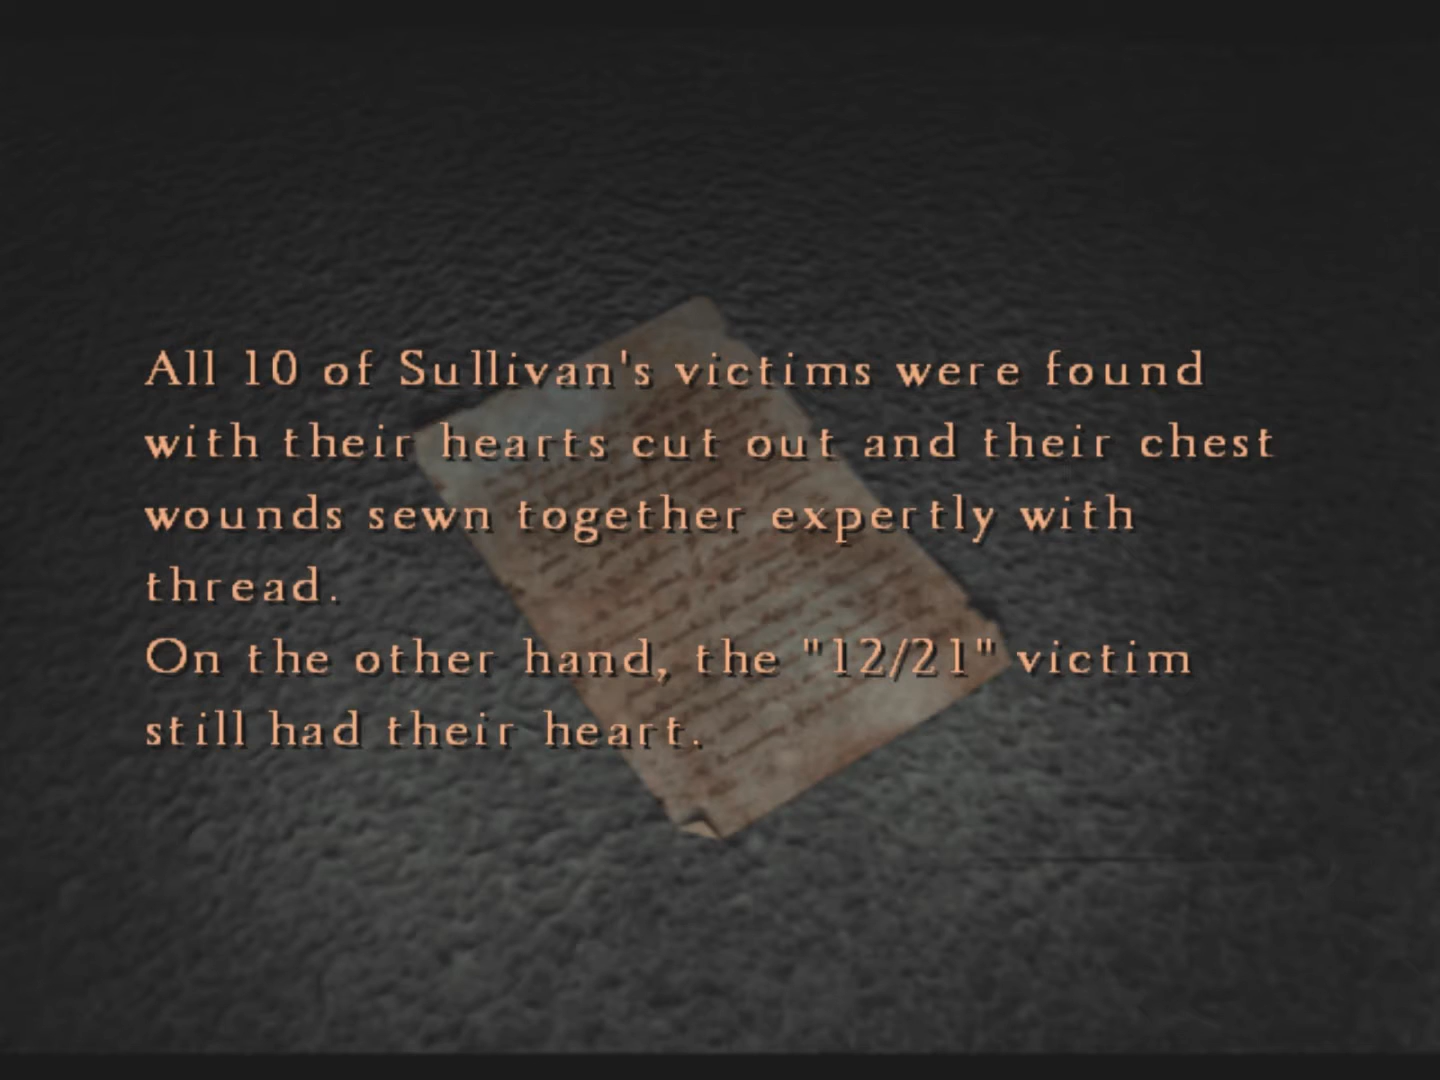 All 10 of Sullivan's victims were found
with their hearts cut out and their chest
wounds sewn together expertly with
thread.
On the other hand, the "12/21" victim
still had their heart.